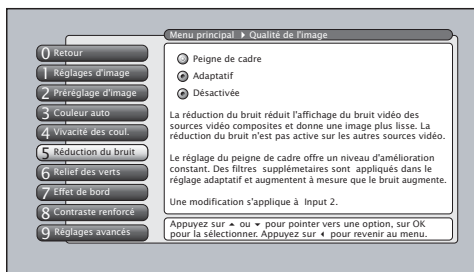 Menu principal ▶ Qualité de l'image
0 Retour
1 Réglages d'image
2 Préréglage d'image
3 Couleur auto
4 Vivacité des coul.
5 Réduction du bruit
6 Relief des verts
7 Effet de bord
8 Contraste renforcé
9 Réglages avancés
Peigne de cadre
Adaptatif
Désactivée
La réduction du bruit réduit l'affichage du bruit vidéo des
sources vidéo composites et donne une image plus lisse. La
réduction du bruit n'est pas active sur les autres sources vidéo.
Le réglage du peigne de cadre offre un niveau d'amélioration
constant. Des filtres supplémetaires sont appliqués dans le
réglage adaptatif et augmentent à mesure que le bruit augmente.
Une modification s'applique à Input 2.
Appuyez sur ▲ ou ▼ pour pointer vers une option, sur OK
pour la sélectionner. Appuyez sur ◀ pour revenir au menu.